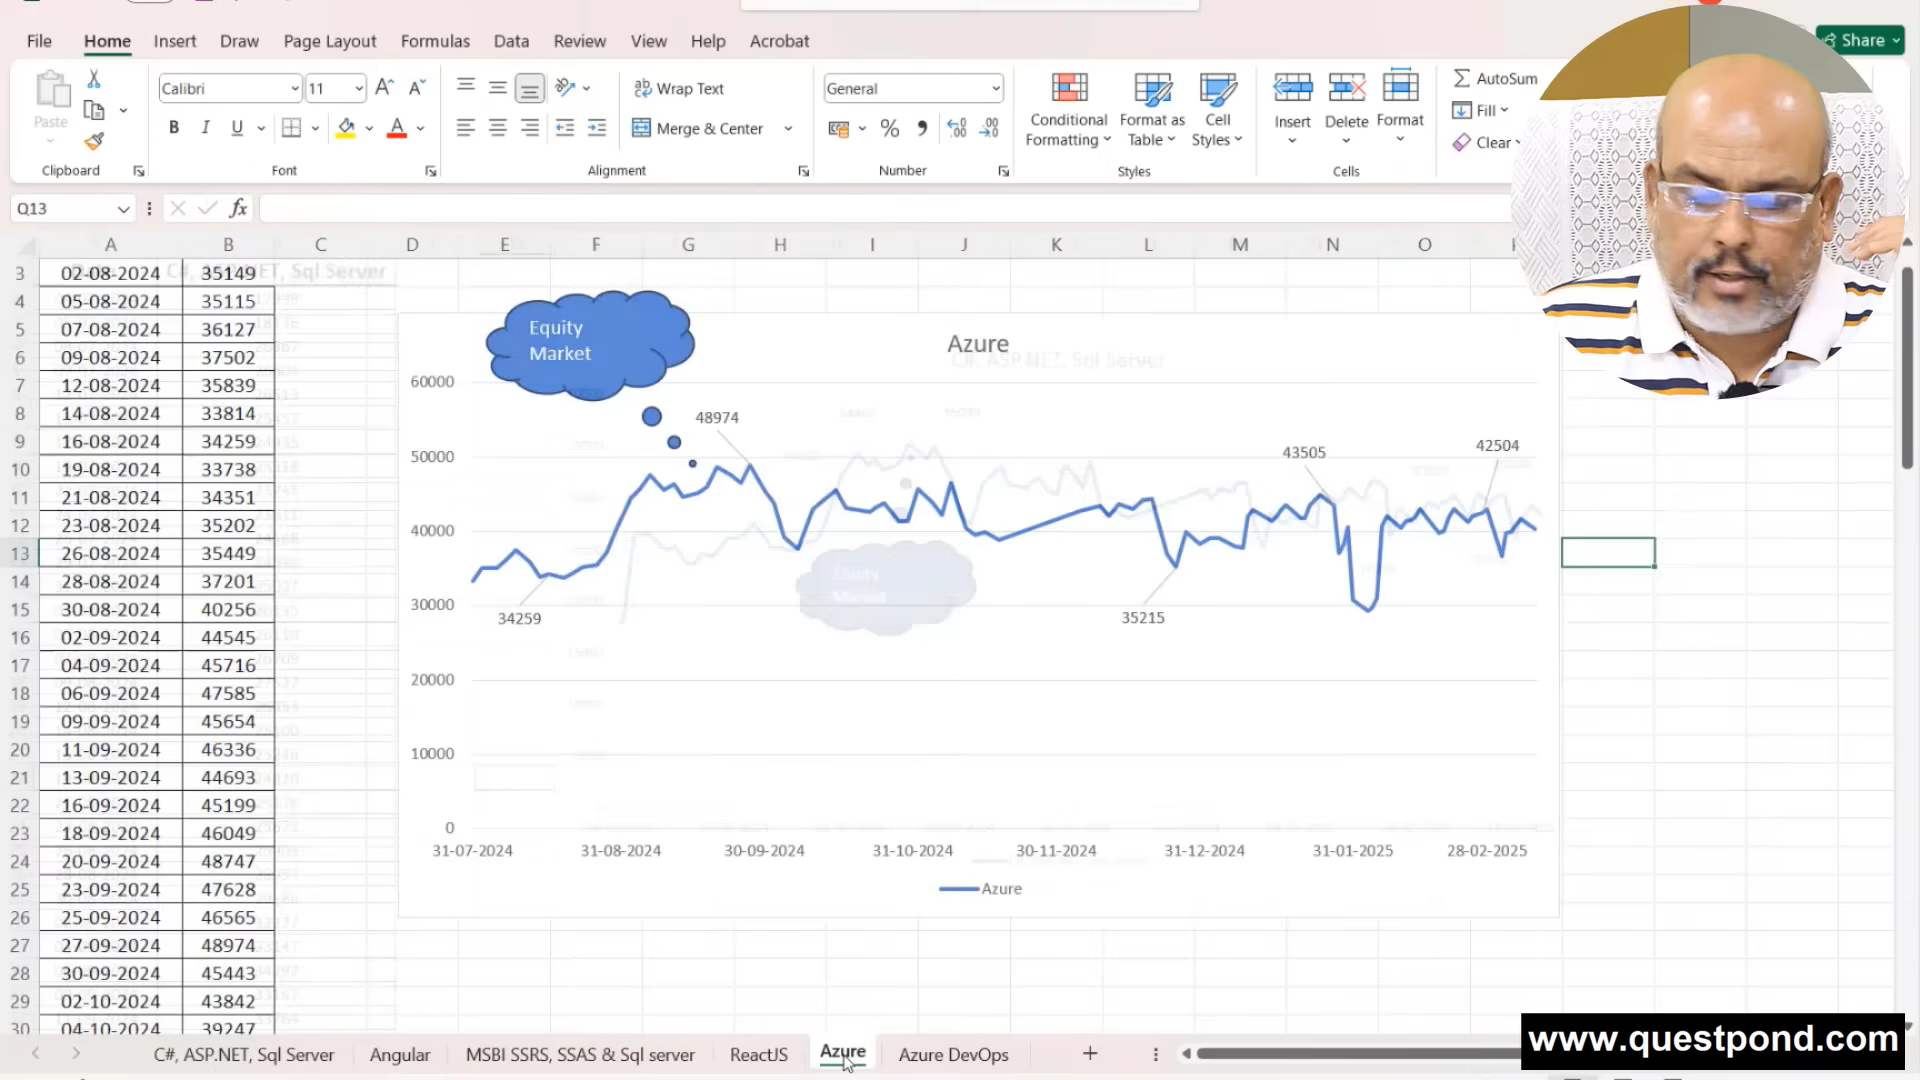 File Home Insert Draw Page Layout Formulas Data Review View Help Acrobat
Share
Calibri 11 Wrap Text General AutoSum
Paste Conditional Format as Cell Insert Delete Format Fill
B I U Merge & Center % Formatting Table Styles Clear
Clipboard Font Alignment Number Styles Cells
Q13 fx
A B C D E F G H I J K L M N O
3 02-08-2024 35149
4 05-08-2024 35115
5 07-08-2024 36127
6 09-08-2024 37502
7 12-08-2024 35839
8 14-08-2024 33814
9 16-08-2024 34259
10 19-08-2024 33738
11 21-08-2024 34351
12 23-08-2024 35202
13 26-08-2024 35449
14 28-08-2024 37201
15 30-08-2024 40256
16 02-09-2024 44545
17 04-09-2024 45716
18 06-09-2024 47585
19 09-09-2024 45654
20 11-09-2024 46336
21 13-09-2024 44693
22 16-09-2024 45199
23 18-09-2024 46049
24 20-09-2024 48747
25 23-09-2024 47628
26 25-09-2024 46565
27 27-09-2024 48974
28 30-09-2024 45443
29 02-10-2024 43842
30 04-10-2024 39247
C#, ASP.NET, Sql Server
Equity
Market
Azure
C#, ASP.NET, Sql Server
60000
50000
40000
30000
20000
10000
0
48974
43505
42504
34259
35215
Equity
Market
31-07-2024 31-08-2024 30-09-2024 31-10-2024 30-11-2024 31-12-2024 31-01-2025 28-02-2025
Azure
C#, ASP.NET, Sql Server Angular MSBI SSRS, SSAS & Sql server ReactJS Azure Azure DevOps
www.questpond.com